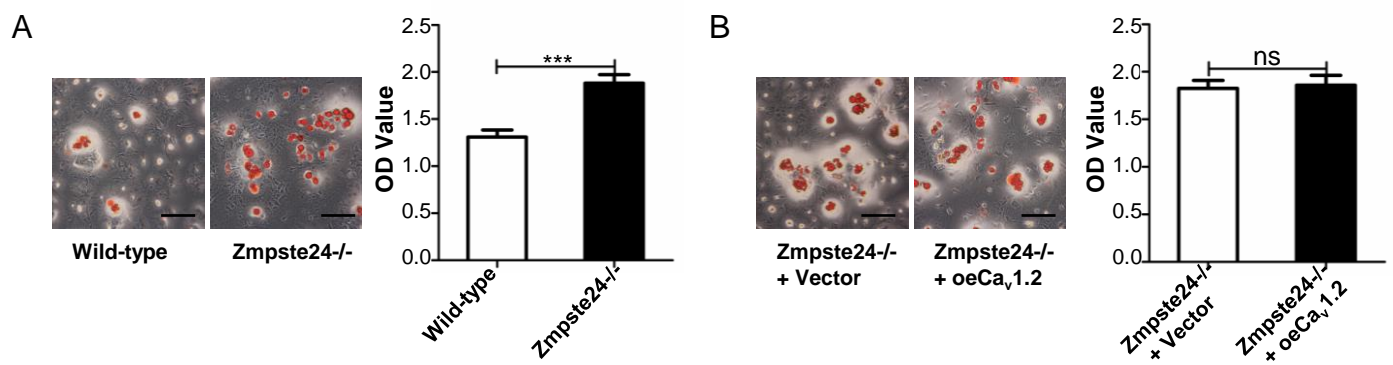 A
2.5
2.0
1.5
1.0
0.5
0.0
OD Value
***
Wild-type
Zmpste24-/-
Wild-type
Zmpste24-/-
B
2.5
2.0
1.5
1.0
0.5
0.0
OD Value
ns
Zmpste24-/-
+ Vector
Zmpste24-/-
+ oeCaᵥ1.2
Zmpste24-/-
+ Vector
Zmpste24-/-
+ oeCaᵥ1.2